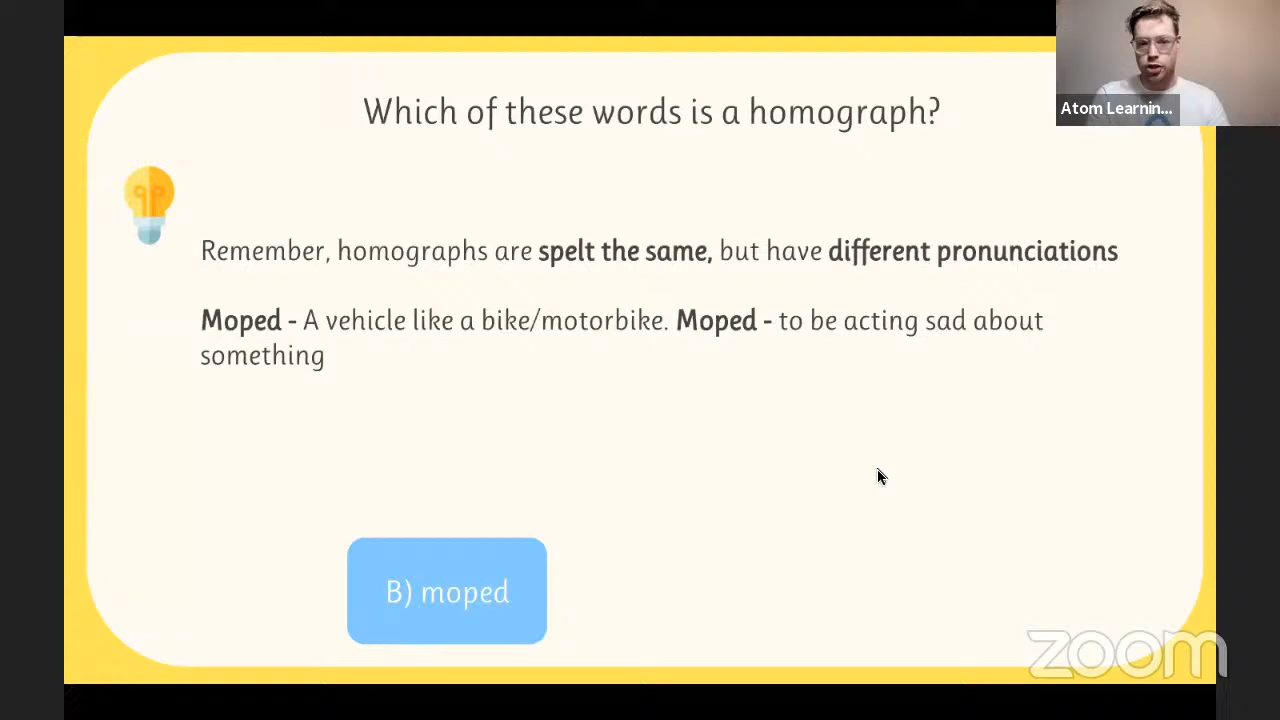 Which of these words is a homograph?
Atom Learnin...
Remember, homographs are spelt the same, but have different pronunciations
Moped - A vehicle like a bike/motorbike. Moped - to be acting sad about
something
B) moped
zoom